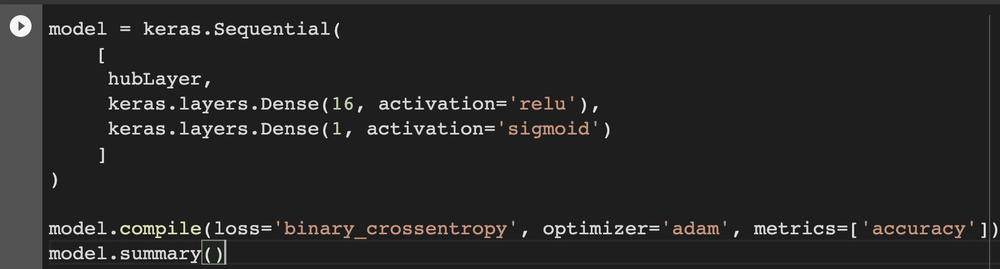 model = keras.Sequential(
    [
     hubLayer,
     keras.layers.Dense(16, activation='relu'),
     keras.layers.Dense(1, activation='sigmoid')
    ]
)

model.compile(loss='binary_crossentropy', optimizer='adam', metrics=['accuracy'])
model.summary()